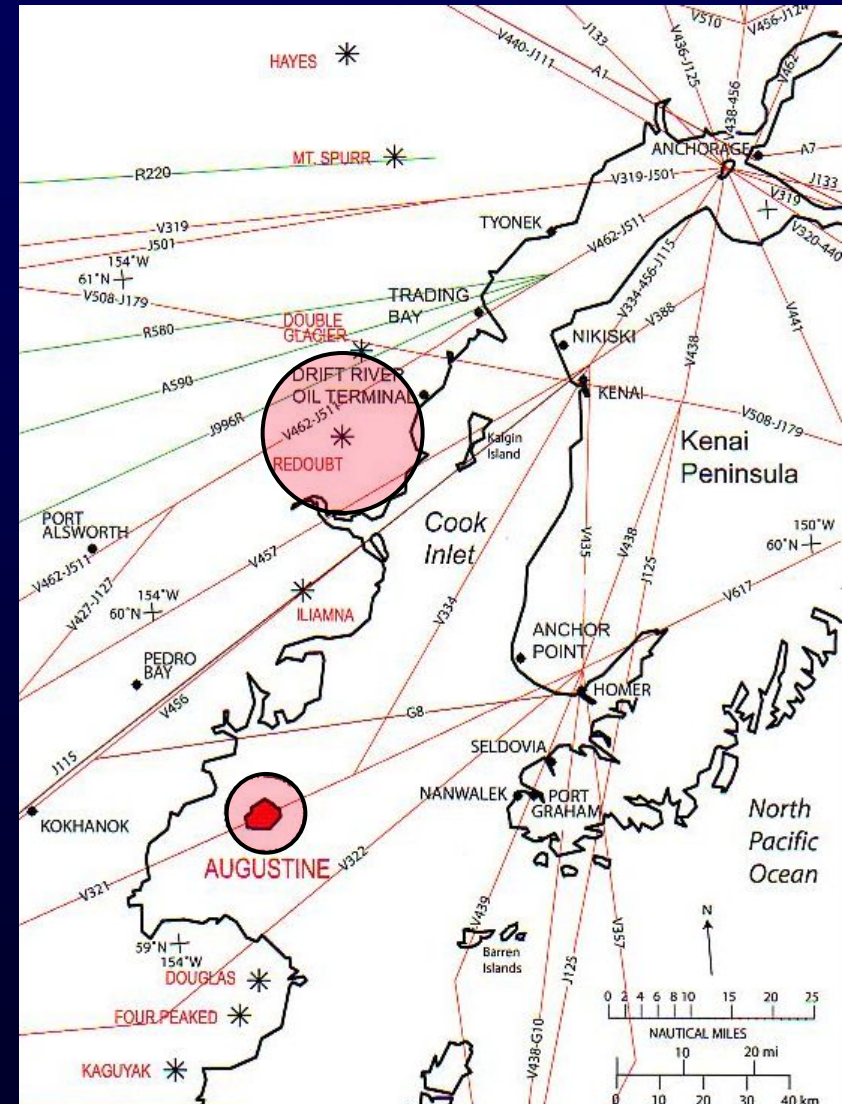 V510
V456-J124
J133
V436-J125
V440-J111
A1
V462
V438-456
HAYES
MT. SPURR
ANCHORAGE
A7
R220
V319-J501
J133
V319
V319
J501
TYONEK
V462-J511
V320-440
154°W
61°N
V508-J179
TRADING
BAY
V334-456-J115
V388
V441
R580
DOUBLE
GLACIER
NIKISKI
V438
DRIFT RIVER
OIL TERMINAL
A590
KENAI
J996R
V462-J511
V508-J179
Kalgin
Island
Kenai
Peninsula
REDOUBT
PORT
ALSWORTH
Cook
Inlet
150°W
60°N
V435
V438
J125
V457
V462-J511
V427-J127
154°W
60°N
ILIAMNA
V334
V617
ANCHOR
POINT
PEDRO
BAY
HOMER
V456
G8
J115
SELDOVIA
NANWALEK
PORT
GRAHAM
North
Pacific
Ocean
KOKHANOK
AUGUSTINE
V322
V321
V439
V357
N
59°N
154°W
Barren
Islands
DOUGLAS
J125
FOUR PEAKED
0 2 4 6 8 10 15 20 25
NAUTICAL MILES
V438-G10
KAGUYAK
10 20 mi
0 10 20 30 40 km